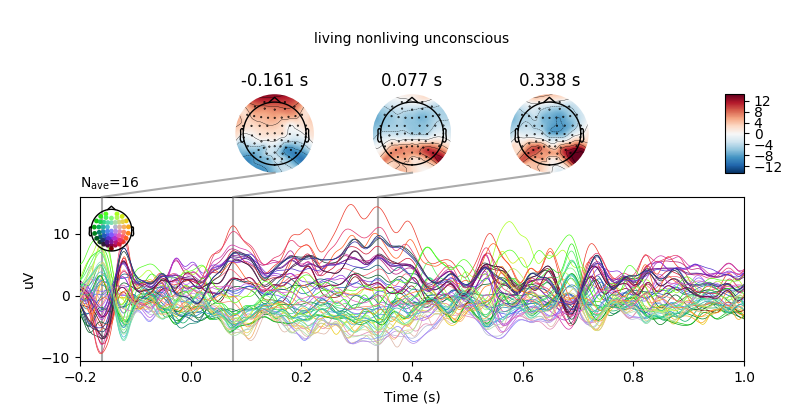 living nonliving unconscious
-0.161 s 0.077 s 0.338 s
12
8
4
0
−4
−8
−12
Nave=16
10
0
−10
uV
−0.2 0.0 0.2 0.4 0.6 0.8 1.0
Time (s)